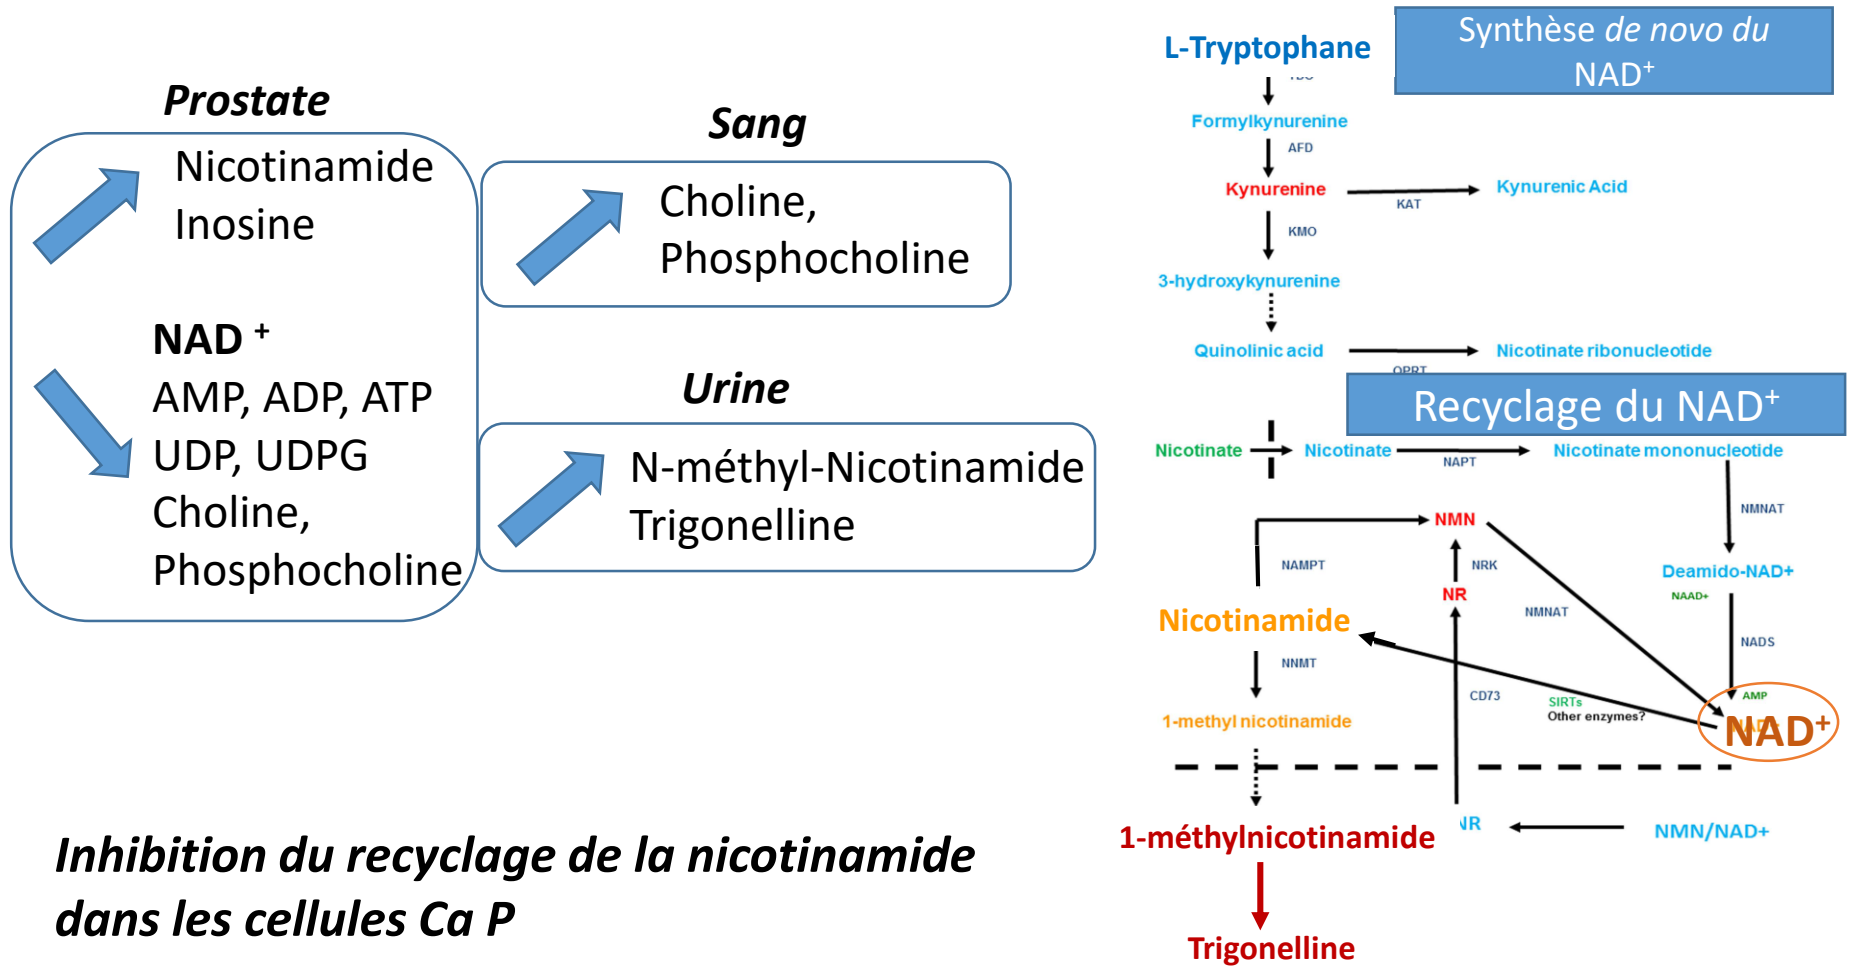 Prostate
Nicotinamide
Inosine
NAD +
AMP, ADP, ATP
UDP, UDPG
Choline,
Phosphocholine
Sang
Choline,
Phosphocholine
Urine
N-méthyl-Nicotinamide
Trigonelline
Inhibition du recyclage de la nicotinamide
dans les cellules Ca P
Synthèse de novo du
NAD+
L-Tryptophane
Formylkynurenine
AFD
Kynurenine
KAT
Kynurenic Acid
KMO
3-hydroxykynurenine
Quinolinic acid
QPRT
Nicotinate ribonucleotide
Recyclage du NAD+
Nicotinate
Nicotinate
NAPT
Nicotinate mononucleotide
NMNAT
NMN
NAMPT
NRK
NR
Deamido-NAD+
NAAD+
Nicotinamide
NMNAT
NADS
NNMT
CD73
SIRTs
Other enzymes?
AMP
NAD+
1-methyl nicotinamide
1-méthylnicotinamide
NR
NMN/NAD+
Trigonelline